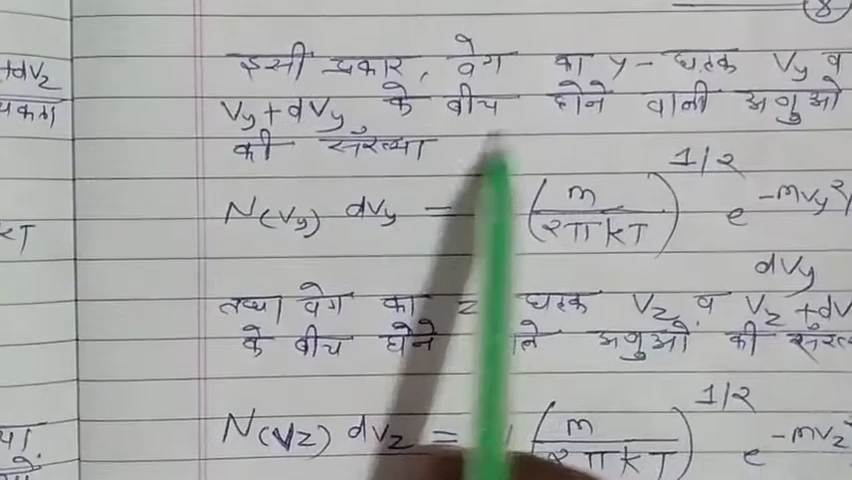 +dVz
इसी प्रकार, वेग का y - घटक Vy व
Vy + dVy के बीच होने वाली अणुओ
की संख्या
N(Vy) dVy = (m/2πkT)^1/2 e^-mVy²/
dVy
तथा वेग का z घटक Vz व Vz + dV
के बीच होने अणुओ की
N(Vz) dVz = (m/2πkT)^1/2 e^-mVz²